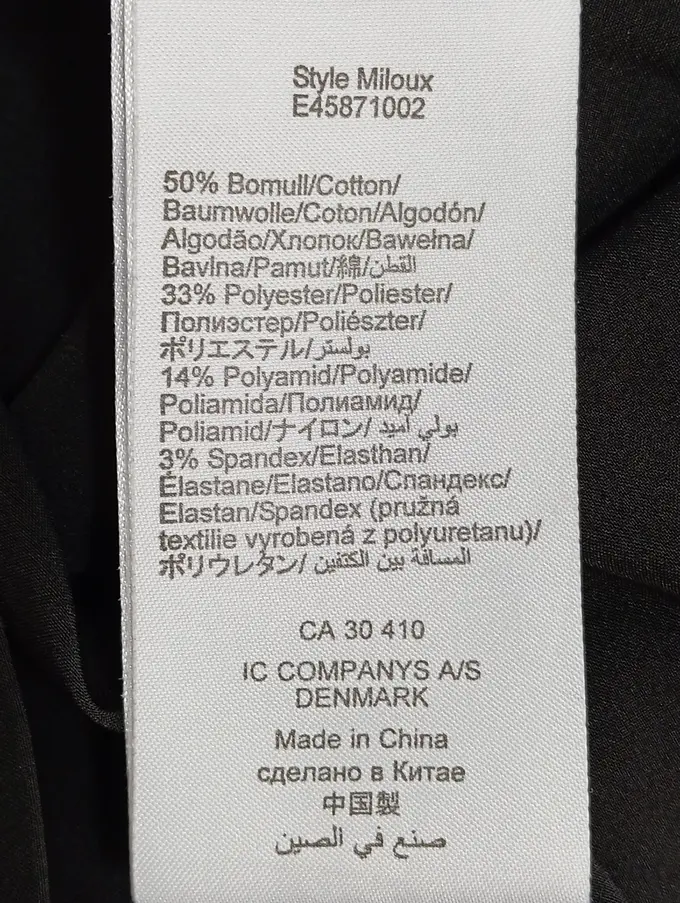 Style Miloux
E45871002
50% Bomull/Cotton/
Baumwolle/Coton/Algodón/
Algodão/Хлопок/Bawełna/
Bavlna/Pamut/綿/القطن
33% Polyester/Poliester/
Полиэстер/Poliészter/
ポリエステル/بولستر
14% Polyamid/Polyamide/
Poliamida/Полиамид/
Poliamid/ナイロン/ بولي أميد
3% Spandex/Elasthan/
Élastane/Elastano/Спандекс/
Elastan/Spandex (pružná
textilie vyrobená z polyuretanu)/
ポリウレタン/ المسافة بين الكتفين
CA 30 410
IC COMPANYS A/S
DENMARK
Made in China
сделано в Китае
中国製
صنع في الصين